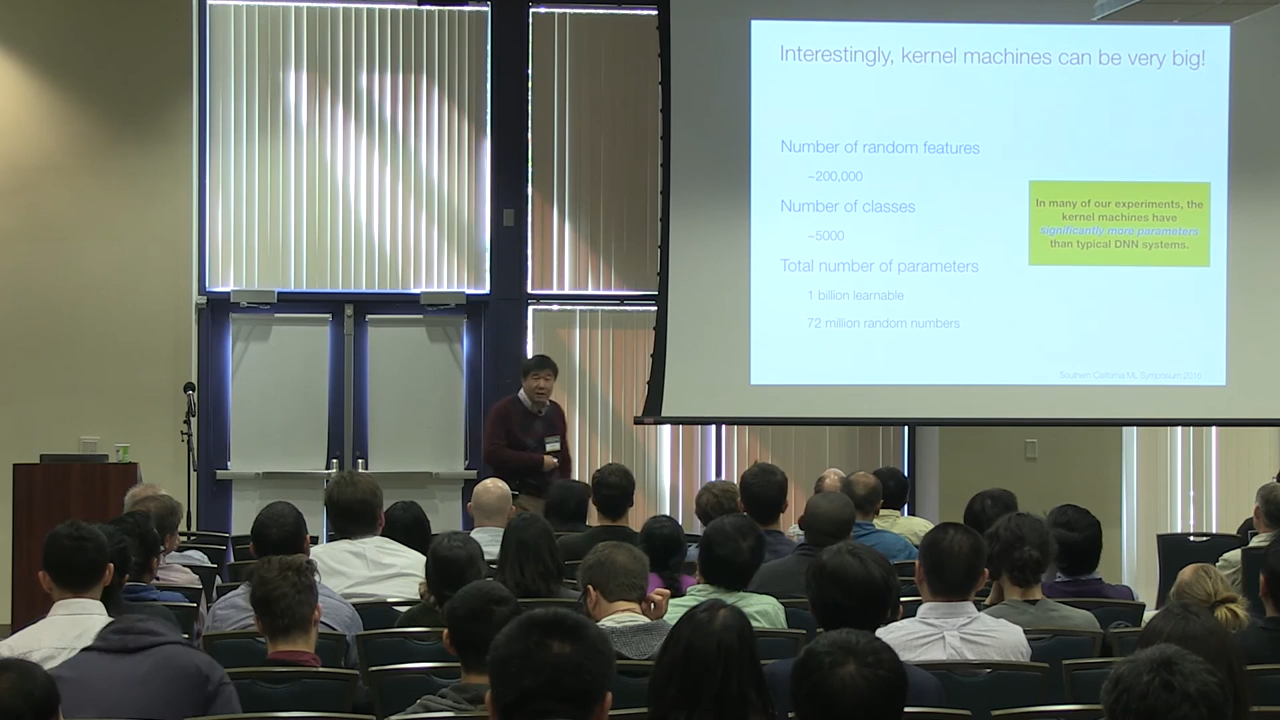 Interestingly, kernel machines can be very big!
Number of random features
~200,000
Number of classes
~5000
Total number of parameters
1 billion learnable
72 million random numbers
In many of our experiments, the
kernel machines have
significantly more parameters
than typical DNN systems.
Southern California ML Symposium 2016